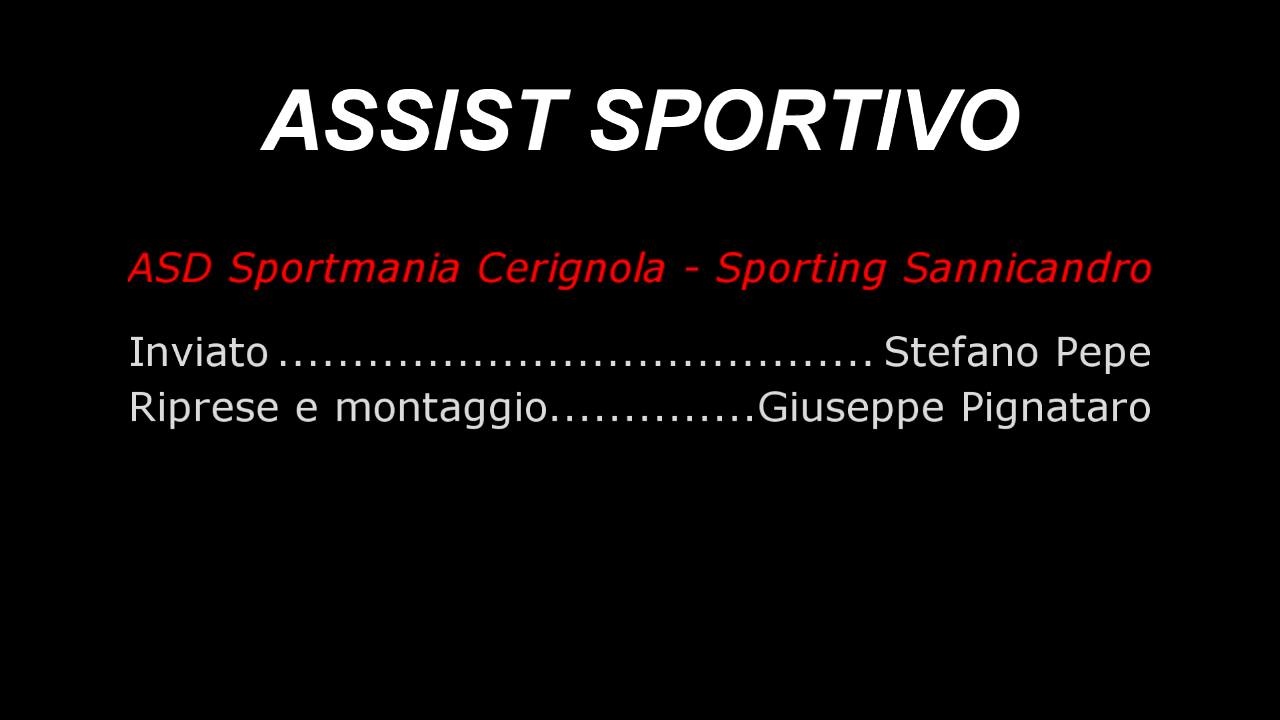 ASSIST SPORTIVO
ASD Sportmania Cerignola - Sporting Sannicandro
Inviato ........................................ Stefano Pepe
Riprese e montaggio..............Giuseppe Pignataro